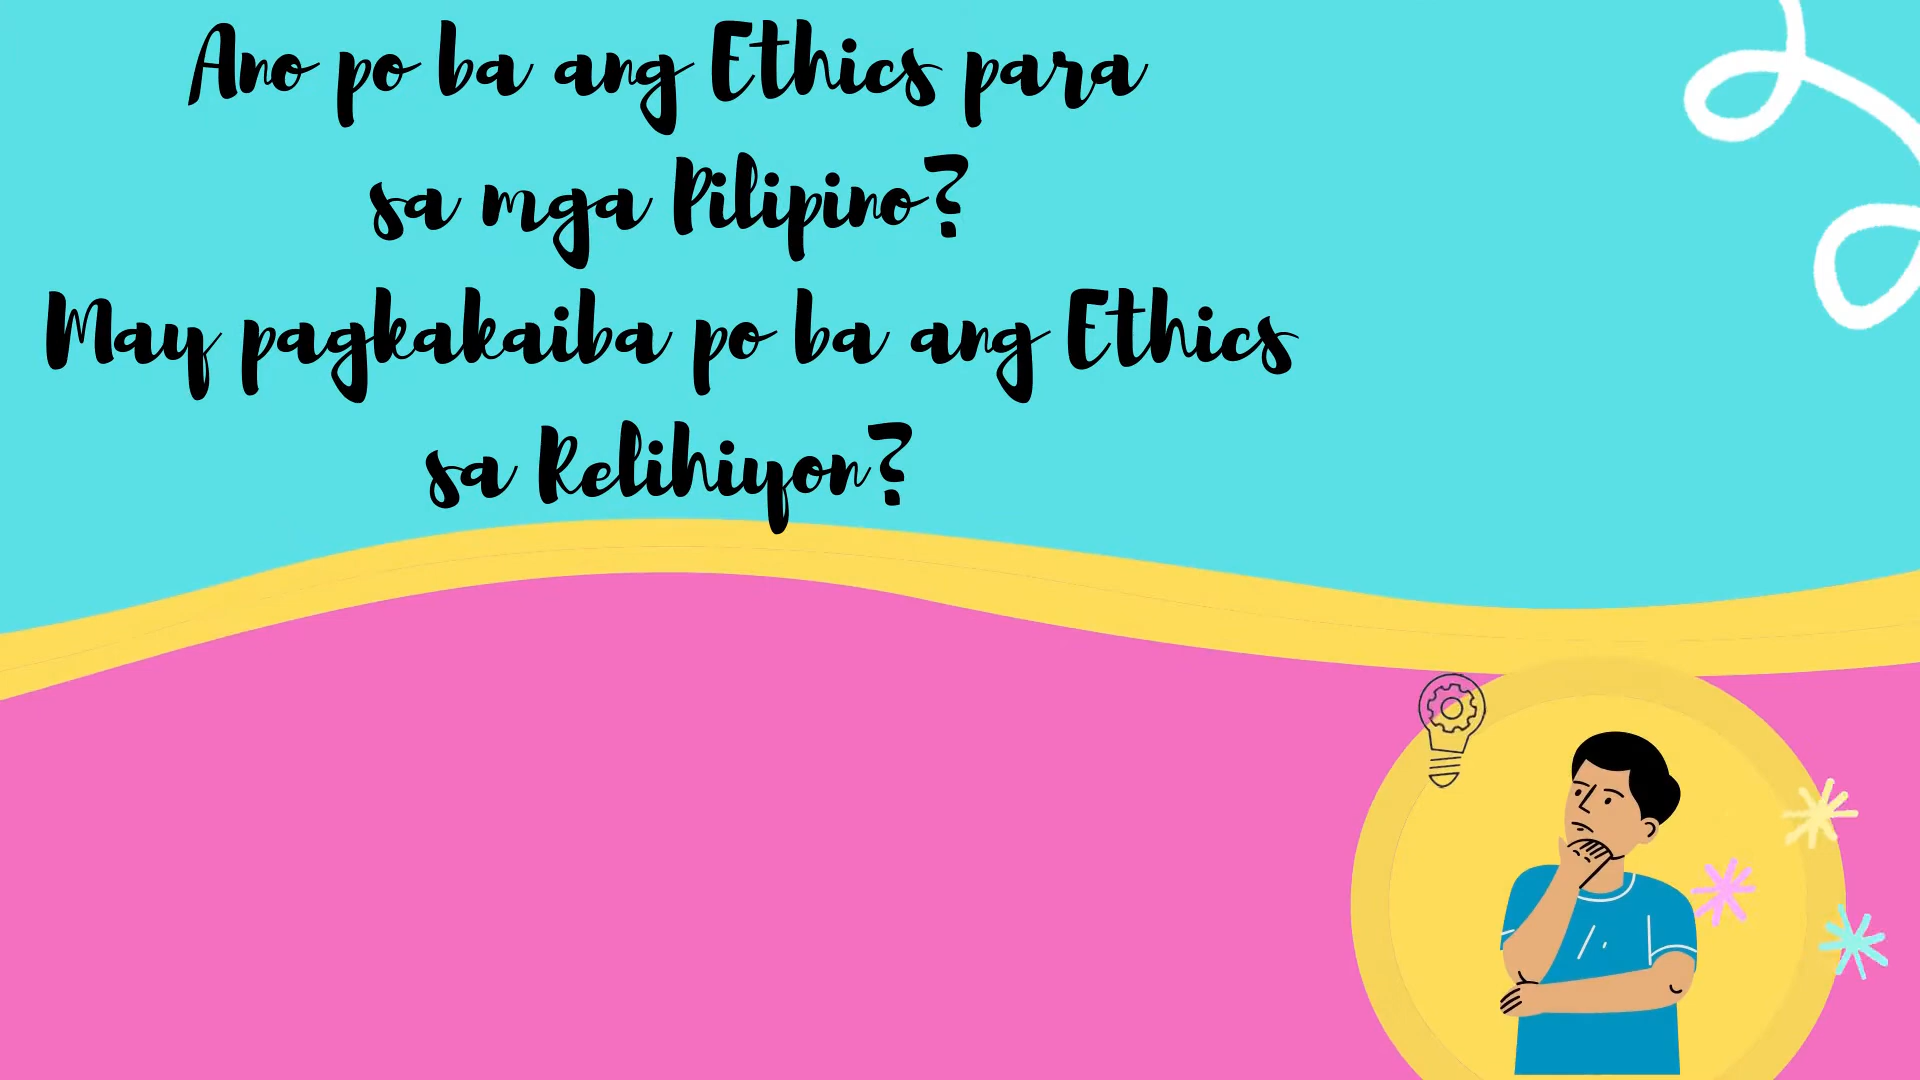 Ano po ba ang Ethics para
sa mga Pilipino?
May pagkakaiba po ba ang Ethics
sa Relihiyon?